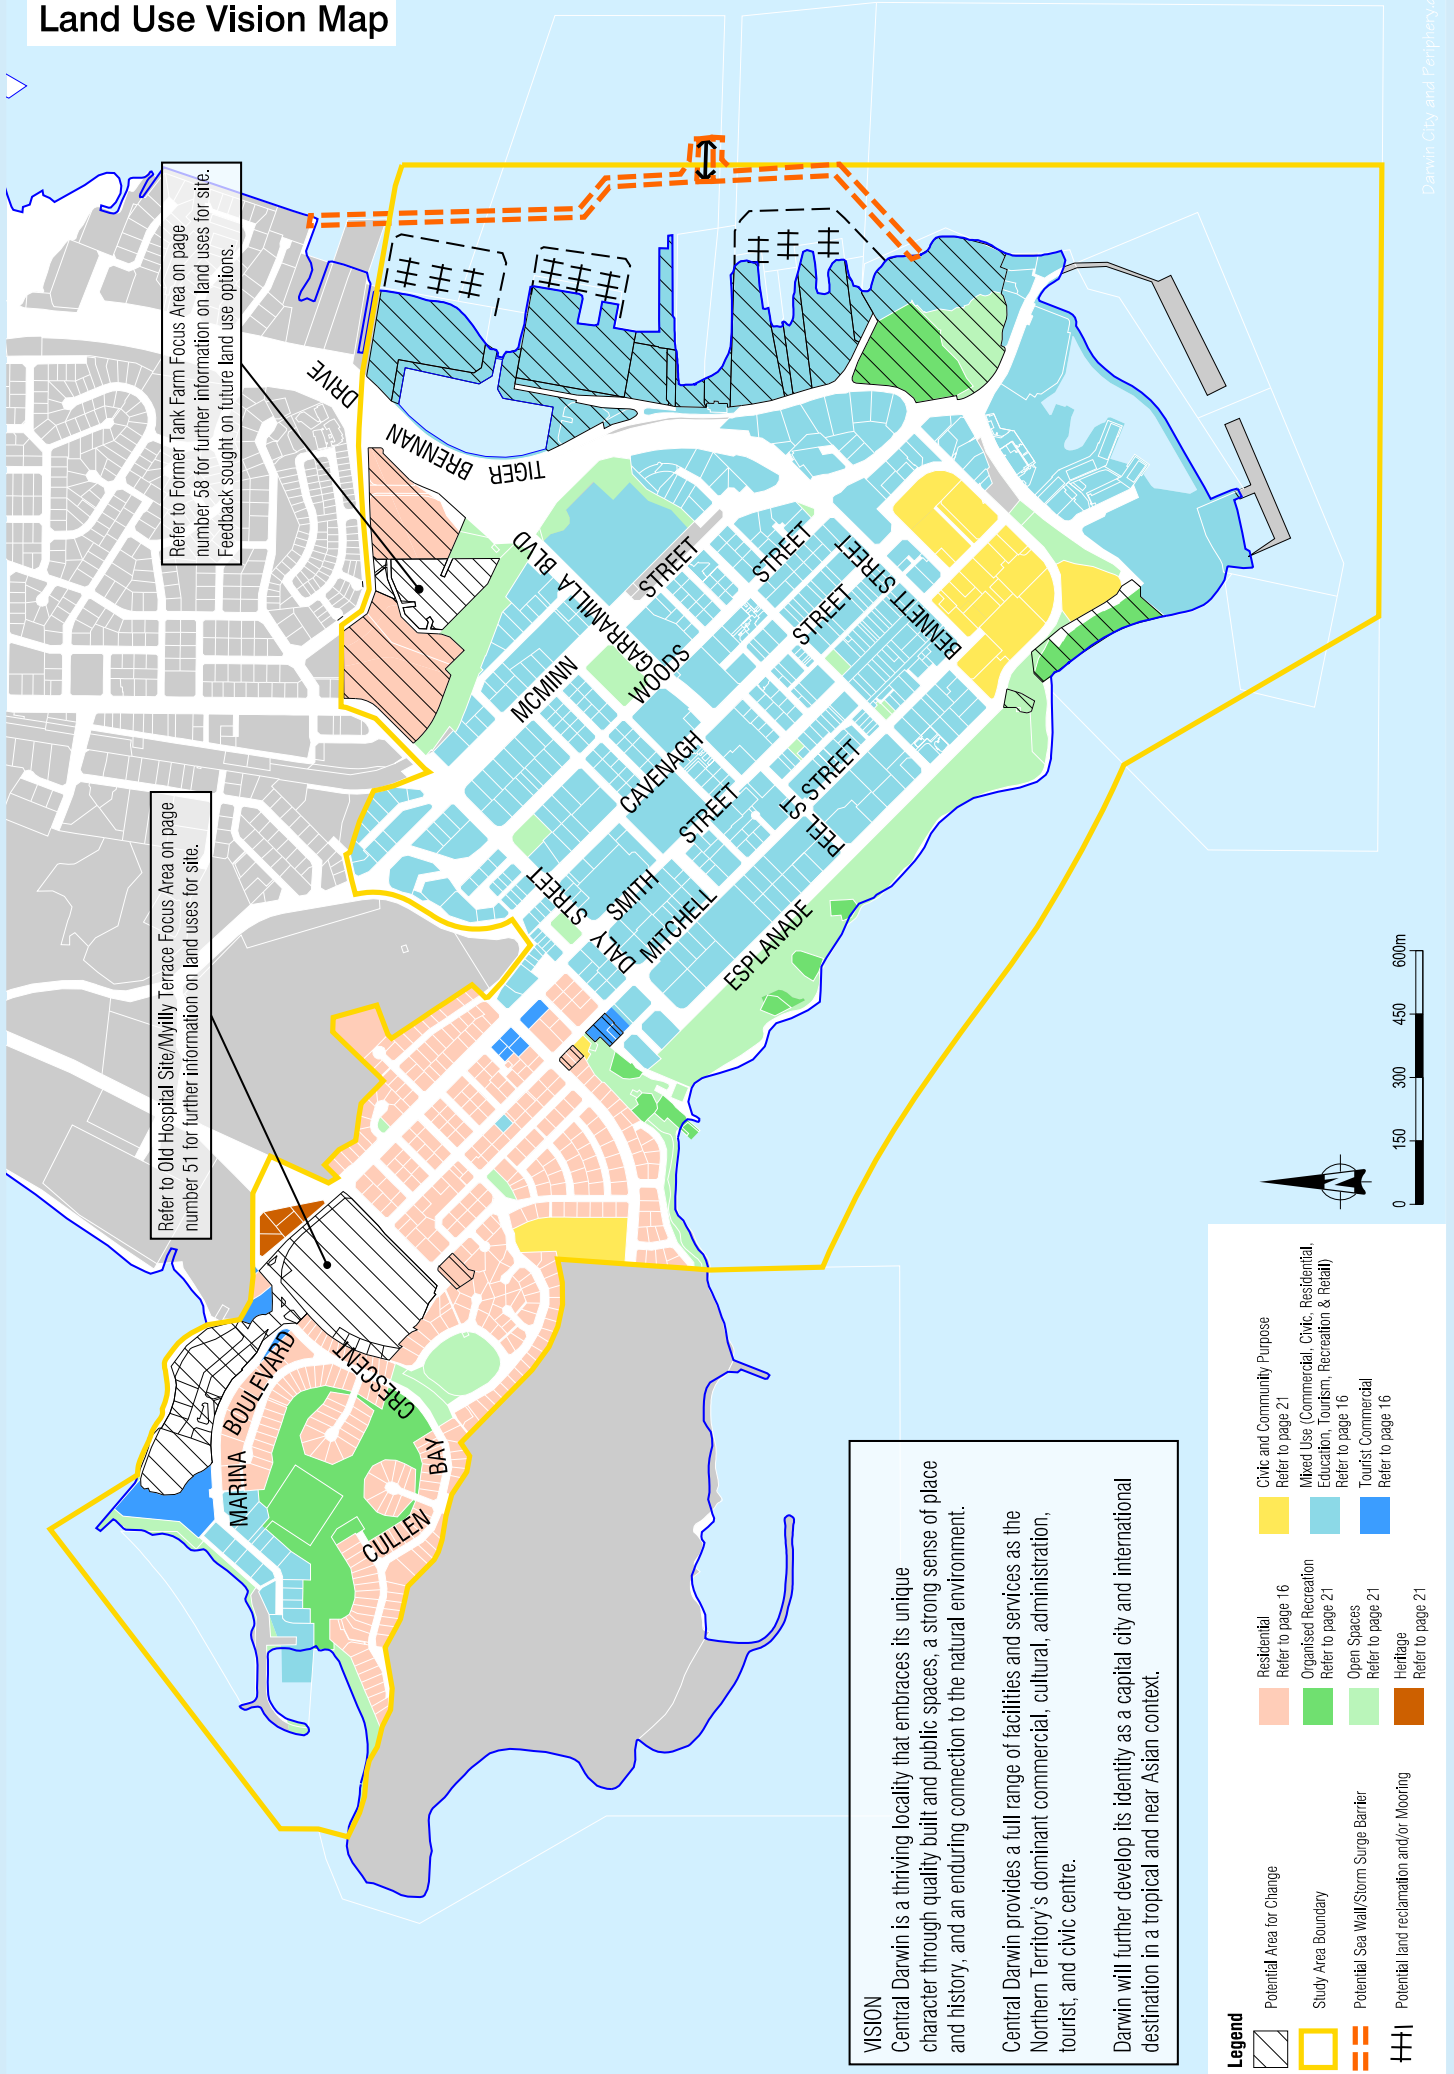 Land Use Vision Map
Refer to Former Tank Farm Focus Area on page
number 58 for further information on land uses for site.
Feedback sought on future land use options.
Refer to Old Hospital Site/Myilly Terrace Focus Area on page
number 51 for further information on land uses for site.
TIGER BRENNAN DRIVE
GARRAMILLA BLVD
MCMINN STREET
WOODS STREET
CAVENAGH STREET
SMITH STREET
MITCHELL STREET
BENNETT STREET
PEEL ST
DALY STREET
ESPLANADE
MARINA BOULEVARD
CULLEN BAY CRESCENT
VISION
Central Darwin is a thriving locality that embraces its unique
character through quality built and public spaces, a strong sense of place
and history, and an enduring connection to the natural environment.
Central Darwin provides a full range of facilities and services as the
Northern Territory's dominant commercial, cultural, administration,
tourist, and civic centre.
Darwin will further develop its identity as a capital city and international
destination in a tropical and near Asian context.
N
0 150 300 450 600m
Legend
Potential Area for Change
Study Area Boundary
Potential Sea Wall/Storm Surge Barrier
Potential land reclamation and/or Mooring
Residential
Refer to page 16
Organised Recreation
Refer to page 21
Open Spaces
Refer to page 21
Heritage
Refer to page 21
Civic and Community Purpose
Refer to page 21
Mixed Use (Commercial, Civic, Residential,
Education, Tourism, Recreation & Retail)
Refer to page 16
Tourist Commercial
Refer to page 16
Darwin City and Periphery